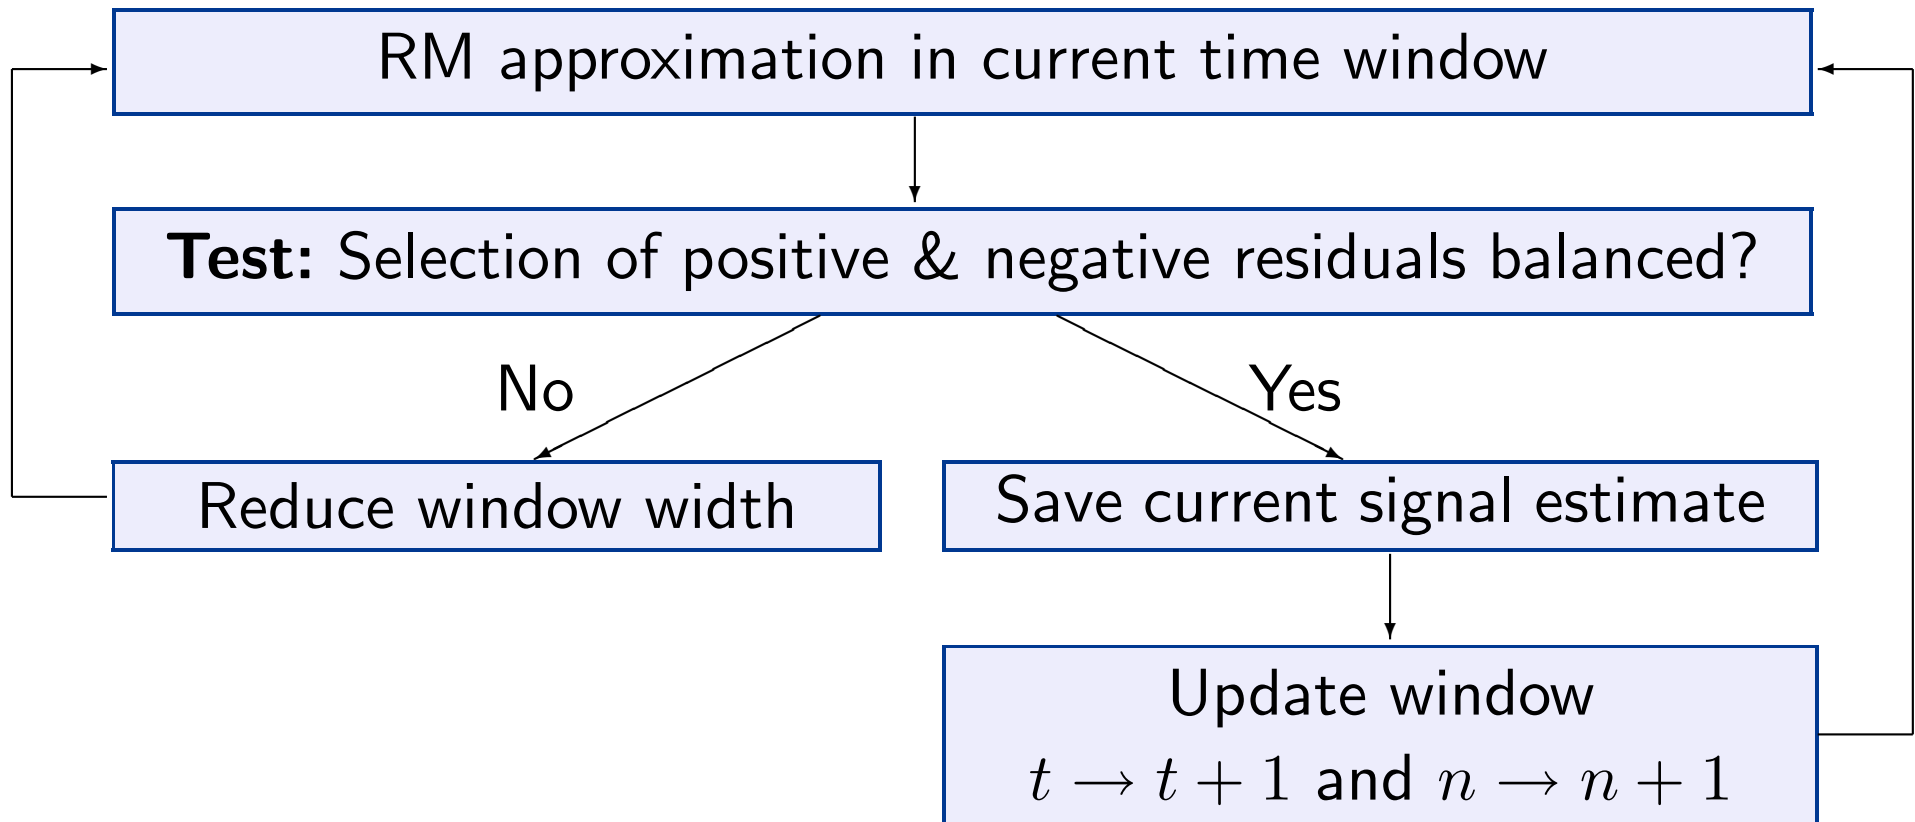 RM approximation in current time window
Test: Selection of positive & negative residuals balanced?
No
Yes
Reduce window width
Save current signal estimate
Update window
t → t + 1 and n → n + 1